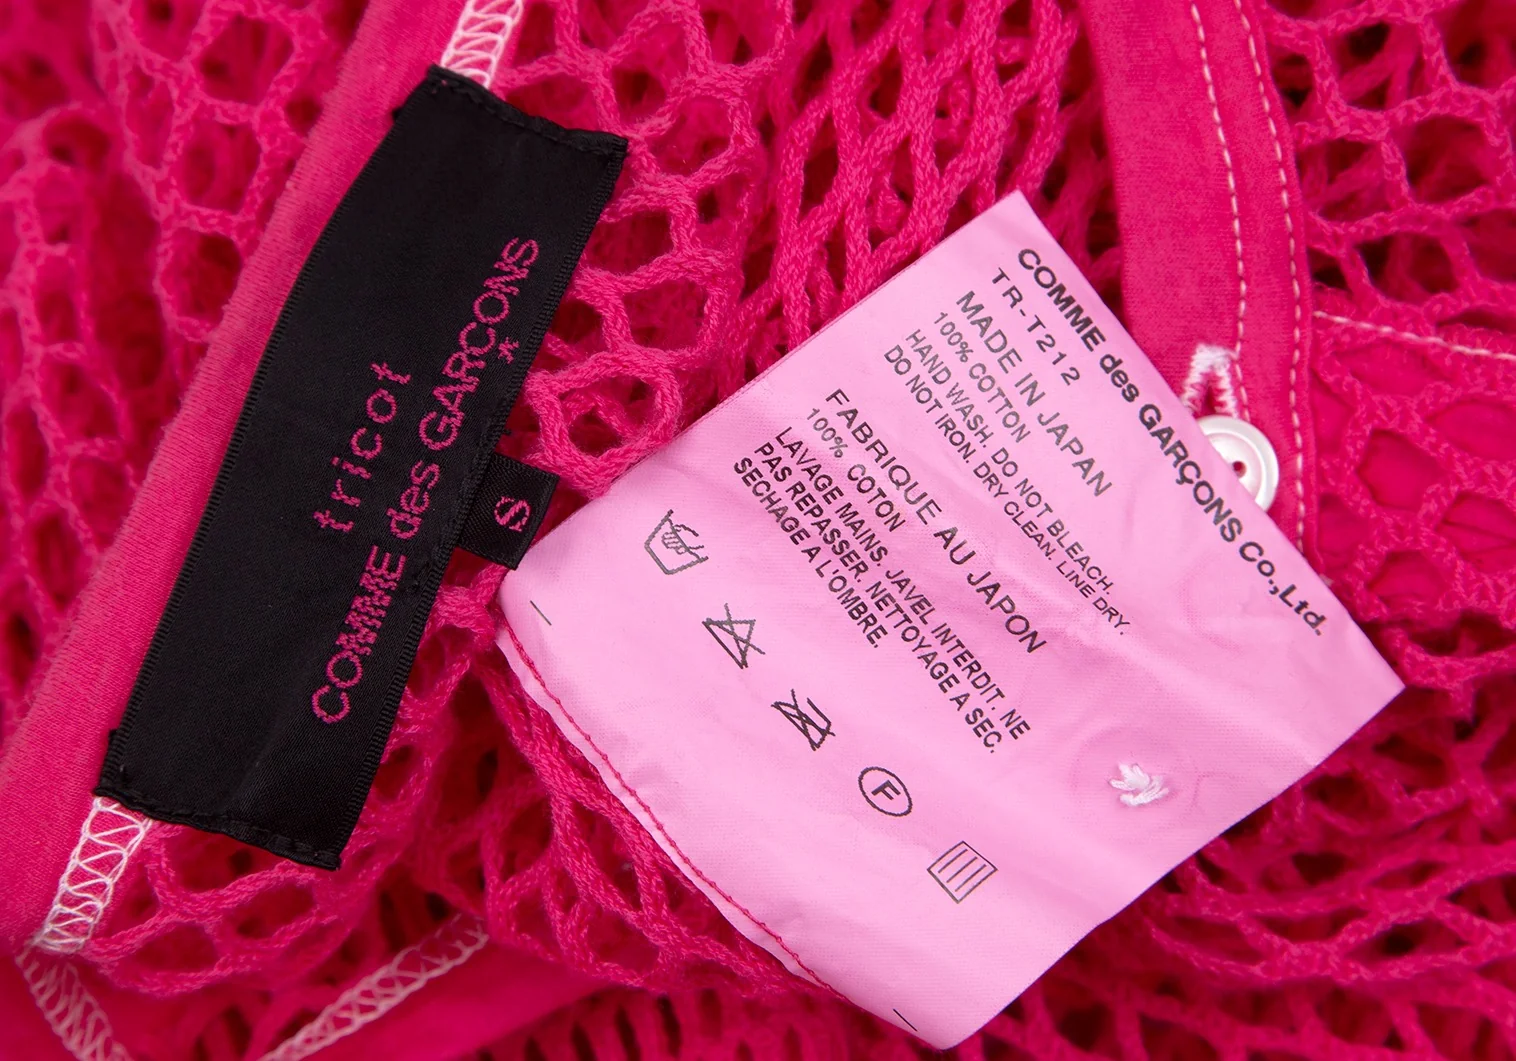 tricot
COMME des GARCONS
S
COMME des GARÇONS Co.,Ltd.
TR-T212
MADE IN JAPAN
100% COTTON
HAND WASH. DO NOT BLEACH.
DO NOT IRON. DRY CLEAN. LINE DRY.
FABRIQUE AU JAPON
100% COTON
LAVAGE MAINS. JAVEL INTERDIT. NE
PAS REPASSER. NETTOYAGE A SEC.
SECHAGE A L'OMBRE.
F